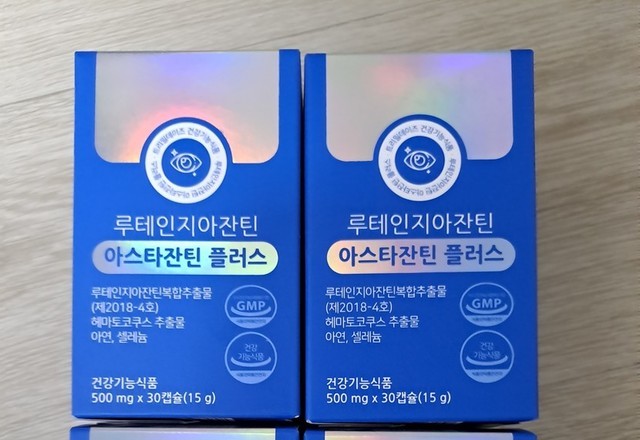 루테인지아잔틴
아스타잔틴 플러스
루테인지아잔틴복합추출물
(제2018-4호)
헤마토코쿠스 추출물
아연, 셀레늄
GMP
건강
기능식품
건강기능식품
500 mg x 30캡슐(15 g)
루테인지아잔틴
아스타잔틴 플러스
루테인지아잔틴복합추출물
(제2018-4호)
헤마토코쿠스 추출물
아연, 셀레늄
GMP
건강
기능식품
건강기능식품
500 mg x 30캡슐(15 g)